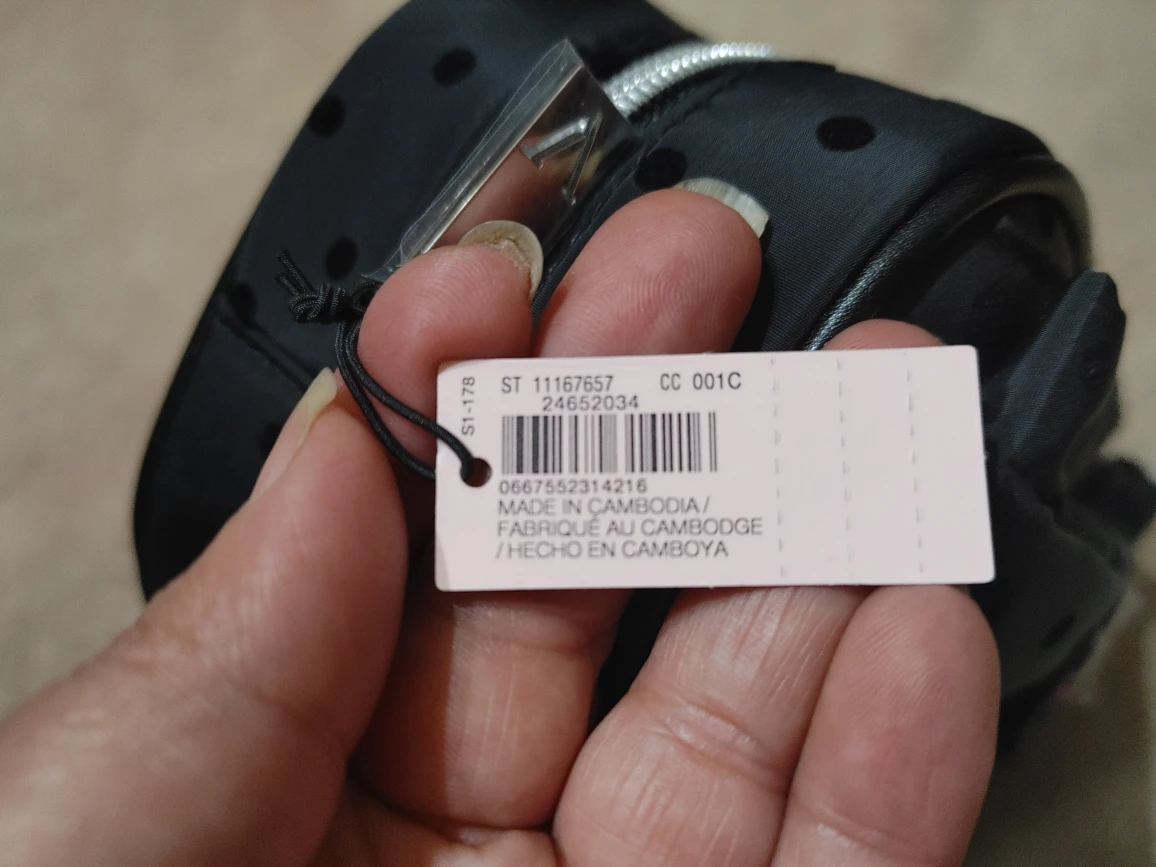 S1-178
ST 11167657 CC 001C
24652034
0667552314216
MADE IN CAMBODIA /
FABRIQUÉ AU CAMBODGE
/ HECHO EN CAMBOYA